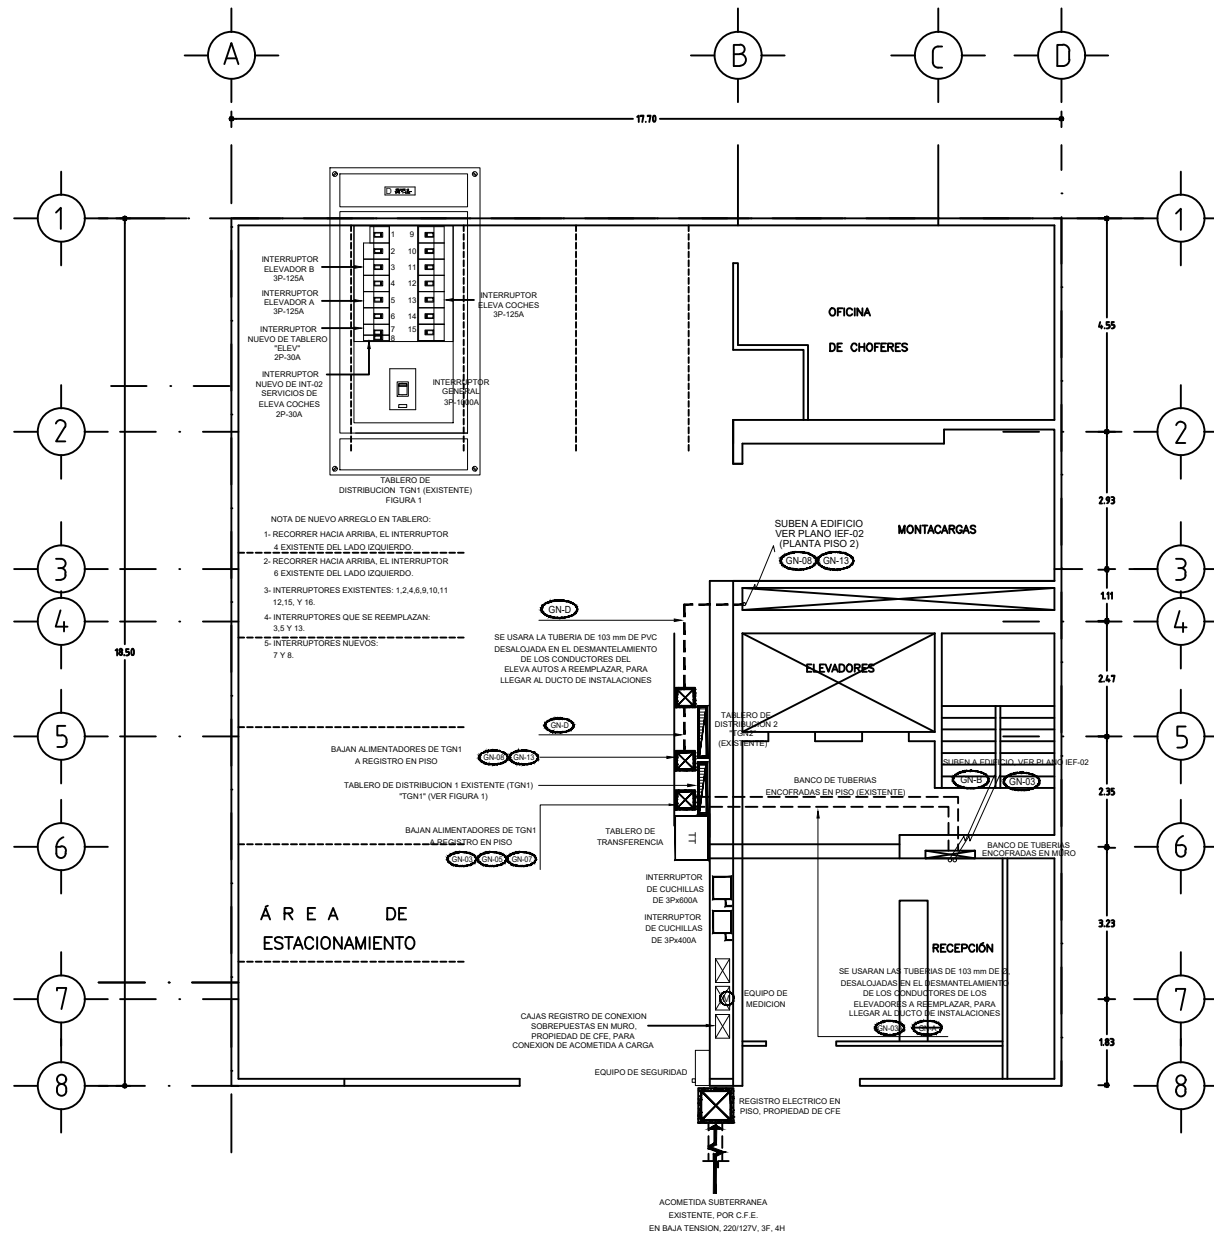 A
B
C
D
17.70
1
1
18.50
D
1
2
3
4
5
6
7
8
9
10
11
12
13
14
15
INTERRUPTOR
ELEVADOR B
3P-125A
INTERRUPTOR
ELEVADOR A
3P-125A
INTERRUPTOR
NUEVO DE TABLERO
"ELEV"
2P-30A
INTERRUPTOR
NUEVO DE INT-02
SERVICIOS DE
ELEVA COCHES
2P-30A
INTERRUPTOR
ELEVA COCHES
3P-125A
INTERRUPTOR
GENERAL
3P-1000A
TABLERO DE
DISTRIBUCION TGN1 (EXISTENTE)
FIGURA 1
OFICINA
DE CHOFERES
4.55
2
2
NOTA DE NUEVO ARREGLO EN TABLERO:
1- RECORRER HACIA ARRIBA, EL INTERRUPTOR
4 EXISTENTE DEL LADO IZQUIERDO.
2- RECORRER HACIA ARRIBA, EL INTERRUPTOR
6 EXISTENTE DEL LADO IZQUIERDO.
3- INTERRUPTORES EXISTENTES: 1,2,4,6,9,10,11
12,15, Y 16.
4- INTERRUPTORES QUE SE REEMPLAZAN:
3,5 Y 13.
5- INTERRUPTORES NUEVOS:
7 Y 8.
2.93
SUBEN A EDIFICIO
VER PLANO IEF-02
(PLANTA PISO 2)
GN-08 GN-13
MONTACARGAS
3
3
1.11
4
4
GN-D
SE USARA LA TUBERIA DE 103 mm DE PVC
DESALOJADA EN EL DESMANTELAMIENTO
DE LOS CONDUCTORES DEL
ELEVA AUTOS A REEMPLAZAR, PARA
LLEGAR AL DUCTO DE INSTALACIONES
ELEVADORES
2.47
GN-D
TABLERO DE
DISTRIBUCION 2
"TGN2"
(EXISTENTE)
5
5
BAJAN ALIMENTADORES DE TGN1
A REGISTRO EN PISO
GN-08 GN-13
SUBEN A EDIFICIO, VER PLANO IEF-02
GN-B GN-03
TABLERO DE DISTRIBUCION 1 EXISTENTE (TGN1)
"TGN1" (VER FIGURA 1)
BANCO DE TUBERIAS
ENCOFRADAS EN PISO (EXISTENTE)
2.35
BAJAN ALIMENTADORES DE TGN1
A REGISTRO EN PISO
GN-03 GN-05 GN-07
TABLERO DE
TRANSFERENCIA
TT
6
6
BANCO DE TUBERIAS
ENCOFRADAS EN MURO
INTERRUPTOR
DE CUCHILLAS
DE 3Px600A
INTERRUPTOR
DE CUCHILLAS
DE 3Px400A
ÁREA DE
ESTACIONAMIENTO
3.23
RECEPCIÓN
SE USARAN LAS TUBERIAS DE 103 mm DE Ø,
DESALOJADAS EN EL DESMANTELAMIENTO
DE LOS CONDUCTORES DE LOS
ELEVADORES A REEMPLAZAR, PARA
LLEGAR AL DUCTO DE INSTALACIONES
GN-A
7
7
M
EQUIPO DE
MEDICION
CAJAS REGISTRO DE CONEXION
SOBREPUESTAS EN MURO,
PROPIEDAD DE CFE, PARA
CONEXION DE ACOMETIDA A CARGA
1.83
EQUIPO DE SEGURIDAD
8
8
REGISTRO ELECTRICO EN
PISO, PROPIEDAD DE CFE
ACOMETIDA SUBTERRANEA
EXISTENTE, POR C.F.E.
EN BAJA TENSION, 220/127V, 3F, 4H